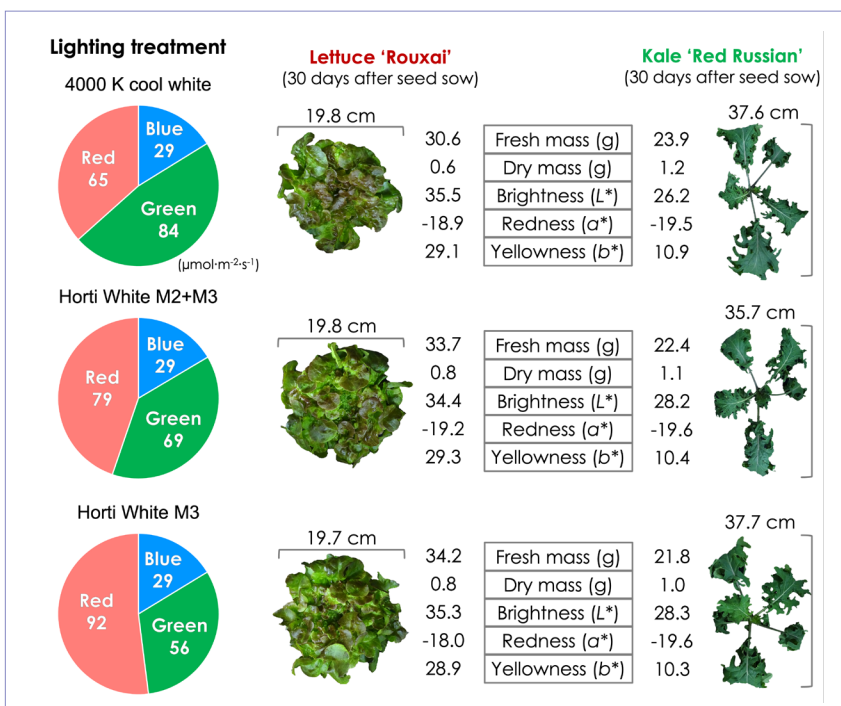 Lighting treatment
Lettuce ‘Rouxai’
(30 days after seed sow)
Kale ‘Red Russian’
(30 days after seed sow)
4000 K cool white
Blue
29
Red
65
Green
84
(µmol·m⁻²·s⁻¹)
19.8 cm
37.6 cm
30.6 Fresh mass (g) 23.9
0.6 Dry mass (g) 1.2
35.5 Brightness (L*) 26.2
-18.9 Redness (a*) -19.5
29.1 Yellowness (b*) 10.9
Horti White M2+M3
Blue
29
Red
79
Green
69
19.8 cm
35.7 cm
33.7 Fresh mass (g) 22.4
0.8 Dry mass (g) 1.1
34.4 Brightness (L*) 28.2
-19.2 Redness (a*) -19.6
29.3 Yellowness (b*) 10.4
Horti White M3
Blue
29
Red
92
Green
56
19.7 cm
37.7 cm
34.2 Fresh mass (g) 21.8
0.8 Dry mass (g) 1.0
35.3 Brightness (L*) 28.3
-18.0 Redness (a*) -19.6
28.9 Yellowness (b*) 10.3